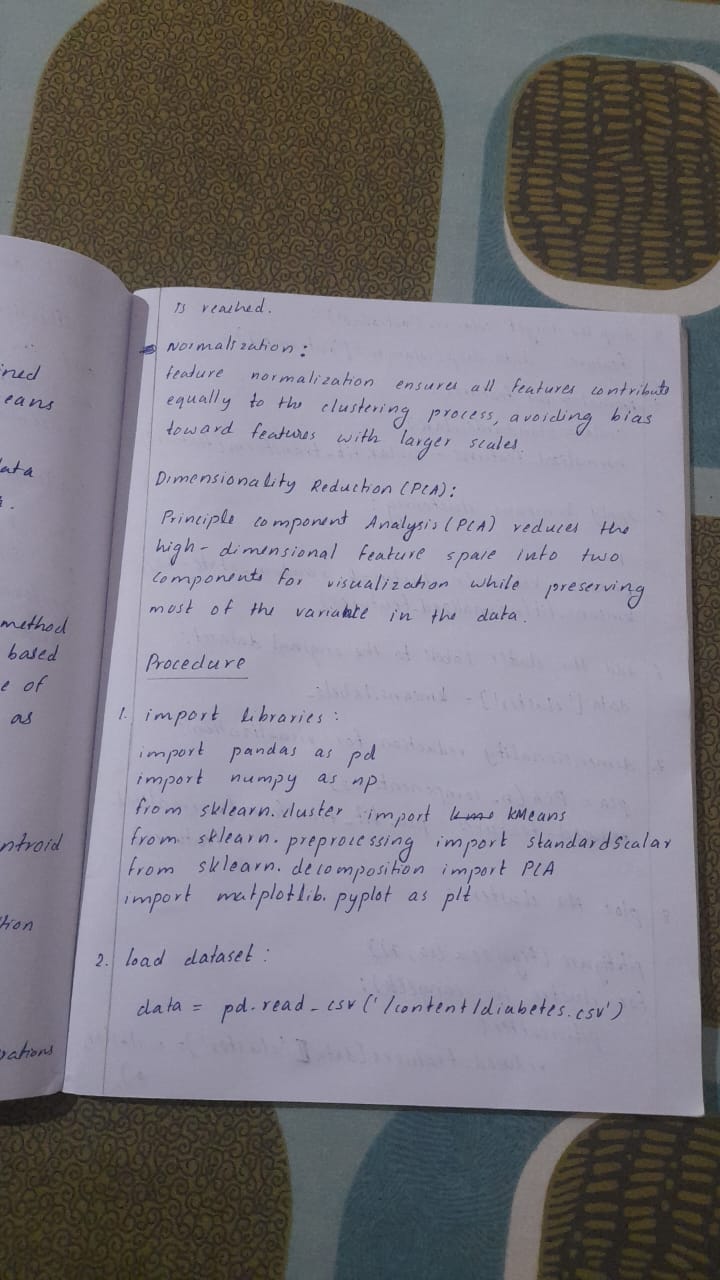 is reached.
Normalization:
feature normalization ensures all features contribute
equally to the clustering process, avoiding bias
toward features with larger scales.
Dimensionality Reduction (PCA):
Principle component Analysis (PCA) reduces the
high-dimensional feature space into two
components for visualization while preserving
most of the variance in the data.
Procedure
1. import libraries:
import pandas as pd
import numpy as np
from sklearn.cluster import KMeans
from sklearn.preprocessing import StandardScalar
from sklearn.decomposition import PCA
import matplotlib.pyplot as plt
2. load dataset:
data = pd.read_csv('/content/diabetes.csv')
ined
eans
data
method
based
e of
as
ntroid
tion
rations